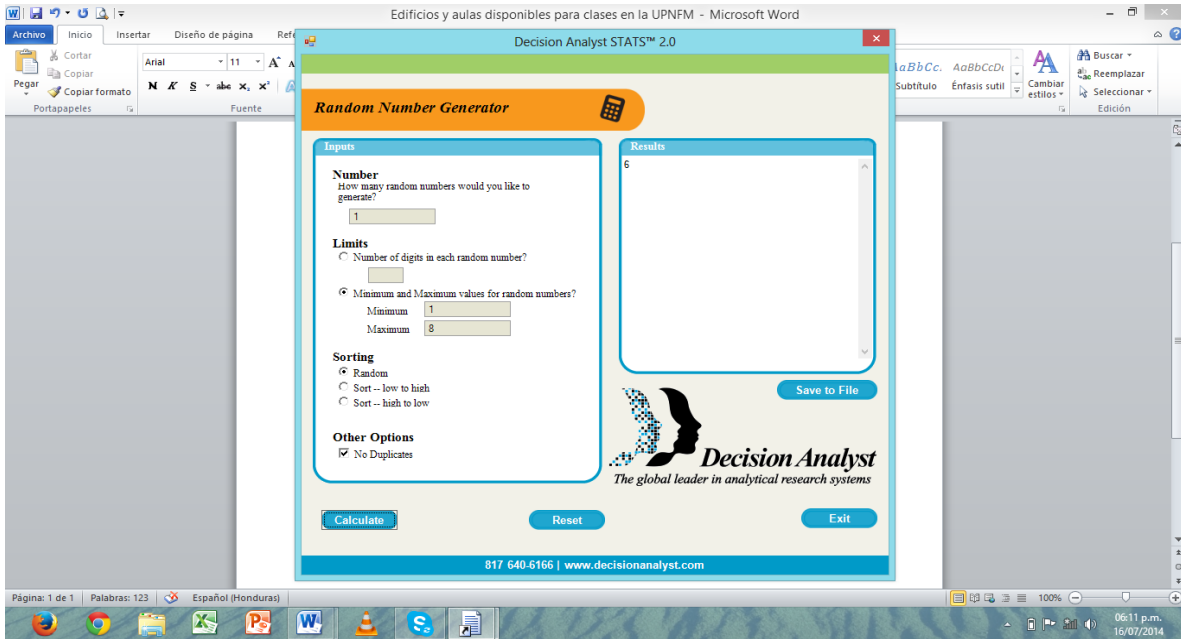 Edificios y aulas disponibles para clases en la UPNFM - Microsoft Word
Archivo Inicio Insertar Diseño de página
Pegar
Cortar
Copiar
Copiar formato
Portapapeles
Arial 11
N K S abc X₂ X²
Fuente
AaBbCcDc
Subtítulo Énfasis sutil
Cambiar estilos
Buscar
Reemplazar
Seleccionar
Edición
Decision Analyst STATS™ 2.0
Random Number Generator
Inputs
Number
How many random numbers would you like to
generate?
1
Limits
Number of digits in each random number?
Minimum and Maximum values for random numbers?
Minimum 1
Maximum 8
Sorting
Random
Sort -- low to high
Sort -- high to low
Other Options
No Duplicates
Results
6
Save to File
Decision Analyst
The global leader in analytical research systems
Calculate Reset Exit
817 640-6166 | www.decisionanalyst.com
Página: 1 de 1 Palabras: 123 Español (Honduras) 100%
06:11 p.m.
16/07/2014